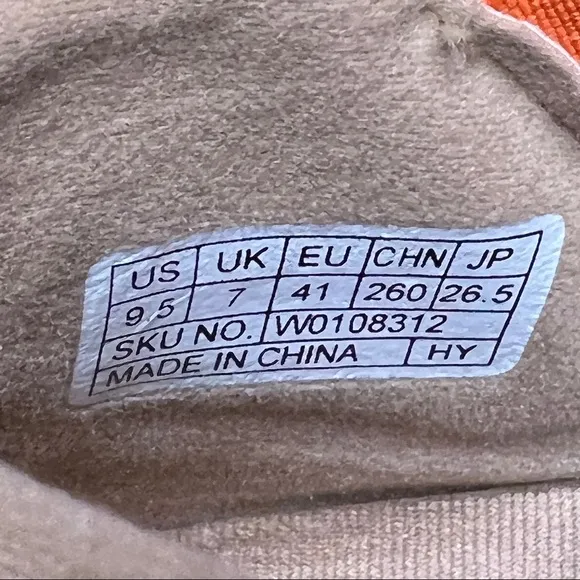 US UK EU CHN JP
9.5 7 41 260 26.5
SKU NO. W0108312
MADE IN CHINA HY